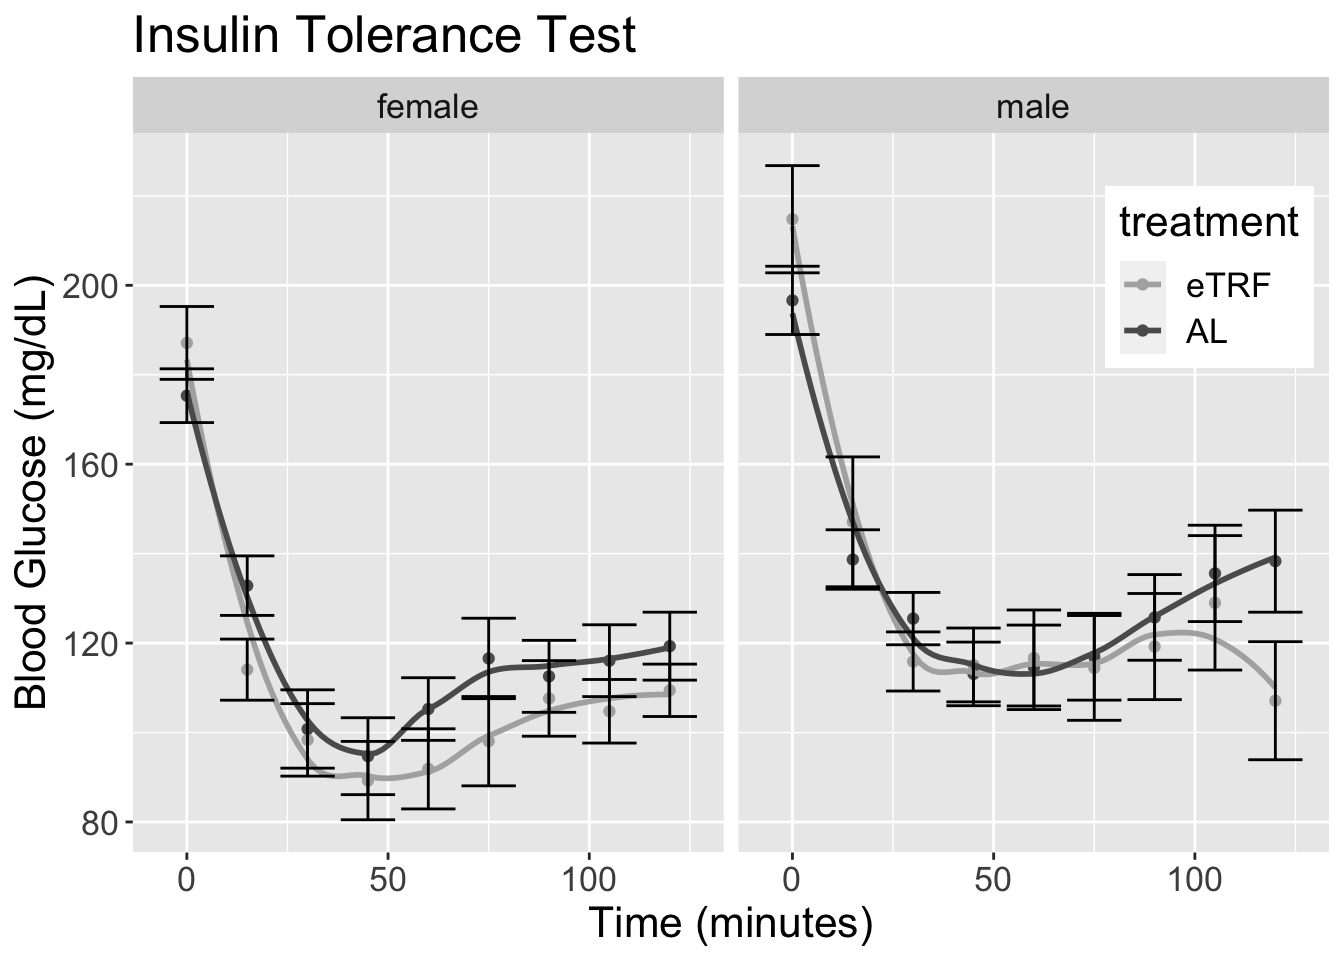 Insulin Tolerance Test
female male
treatment
eTRF
AL
Blood Glucose (mg/dL)
200
160
120
80
0 50 100 0 50 100
Time (minutes)